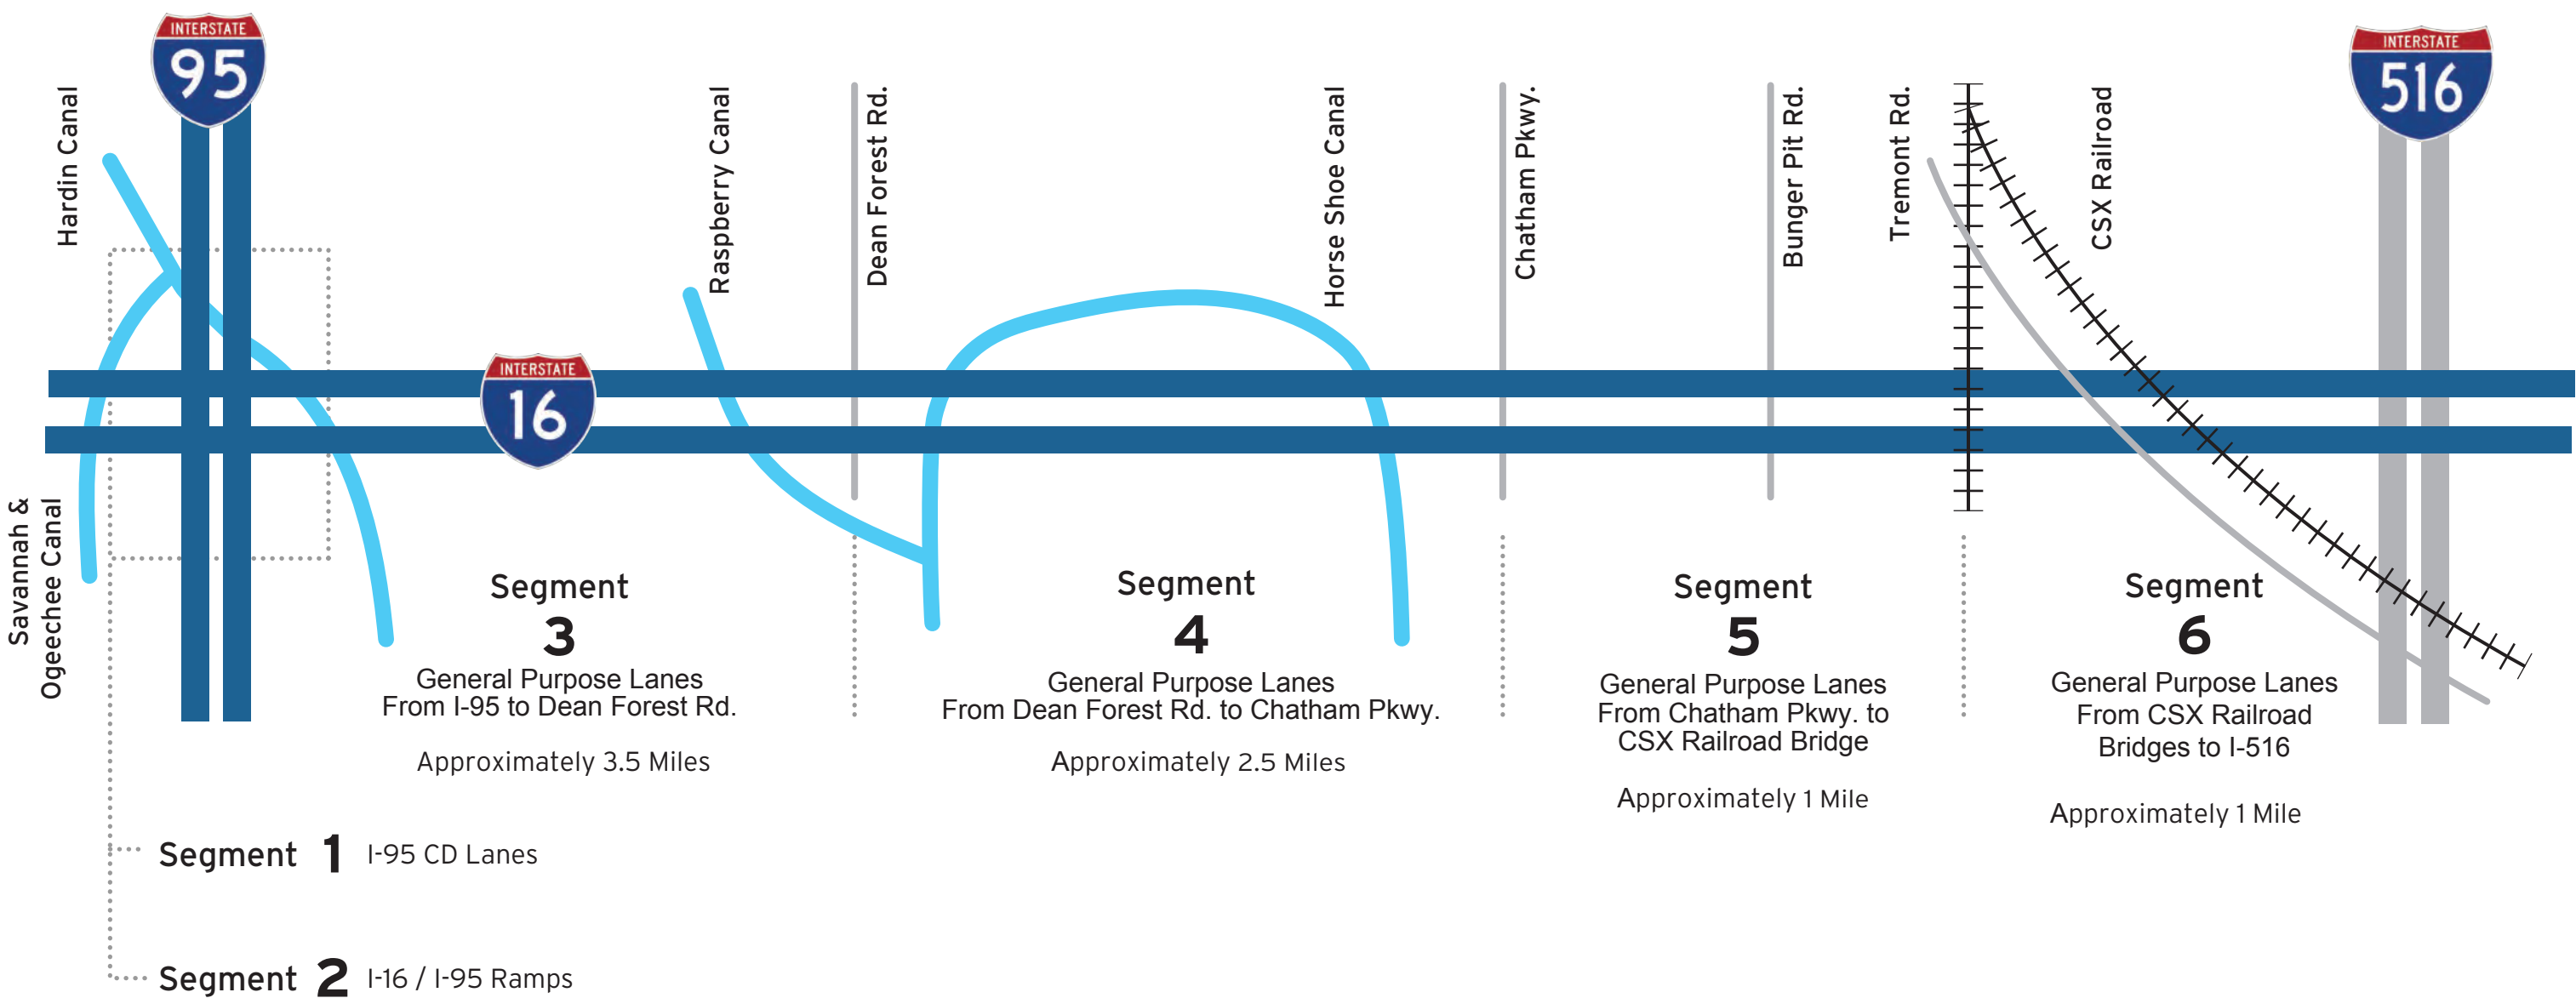 INTERSTATE
95
INTERSTATE
516
Hardin Canal
Raspberry Canal
Dean Forest Rd.
Horse Shoe Canal
Chatham Pkwy.
Bunger Pit Rd.
Tremont Rd.
CSX Railroad
INTERSTATE
16
Savannah &
Ogeechee Canal
Segment
3
General Purpose Lanes
From I-95 to Dean Forest Rd.
Approximately 3.5 Miles
Segment
4
General Purpose Lanes
From Dean Forest Rd. to Chatham Pkwy.
Approximately 2.5 Miles
Segment
5
General Purpose Lanes
From Chatham Pkwy. to
CSX Railroad Bridge
Approximately 1 Mile
Segment
6
General Purpose Lanes
From CSX Railroad
Bridges to I-516
Approximately 1 Mile
Segment 1 I-95 CD Lanes
Segment 2 I-16 / I-95 Ramps